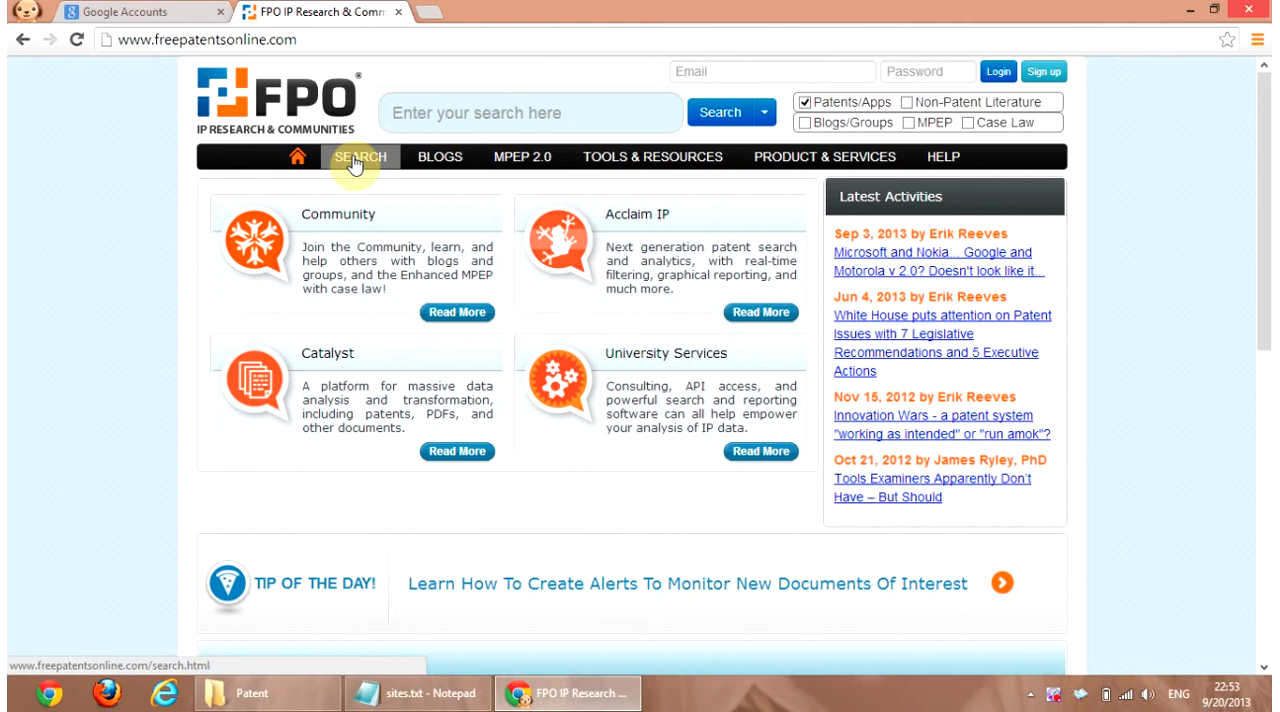 Google Accounts
FPO IP Research & Comm
www.freepatentsonline.com
FPO®
IP RESEARCH & COMMUNITIES
Email
Password
Login
Sign up
Enter your search here
Search
Patents/Apps
Non-Patent Literature
Blogs/Groups
MPEP
Case Law
SEARCH
BLOGS
MPEP 2.0
TOOLS & RESOURCES
PRODUCT & SERVICES
HELP
Community
Join the Community, learn, and
help others with blogs and
groups, and the Enhanced MPEP
with case law!
Read More
Acclaim IP
Next generation patent search
and analytics, with real-time
filtering, graphical reporting, and
much more.
Read More
Catalyst
A platform for massive data
analysis and transformation,
including patents, PDFs, and
other documents.
Read More
University Services
Consulting, API access, and
powerful search and reporting
software can all help empower
your analysis of IP data.
Read More
Latest Activities
Sep 3, 2013 by Erik Reeves
Microsoft and Nokia... Google and
Motorola v 2.0? Doesn't look like it...
Jun 4, 2013 by Erik Reeves
White House puts attention on Patent
Issues with 7 Legislative
Recommendations and 5 Executive
Actions
Nov 15, 2012 by Erik Reeves
Innovation Wars - a patent system
"working as intended" or "run amok"?
Oct 21, 2012 by James Ryley, PhD
Tools Examiners Apparently Don't
Have – But Should
TIP OF THE DAY!
Learn How To Create Alerts To Monitor New Documents Of Interest
www.freepatentsonline.com/search.html
Patent
sites.txt - Notepad
FPO IP Research ...
ENG
22:53
9/20/2013